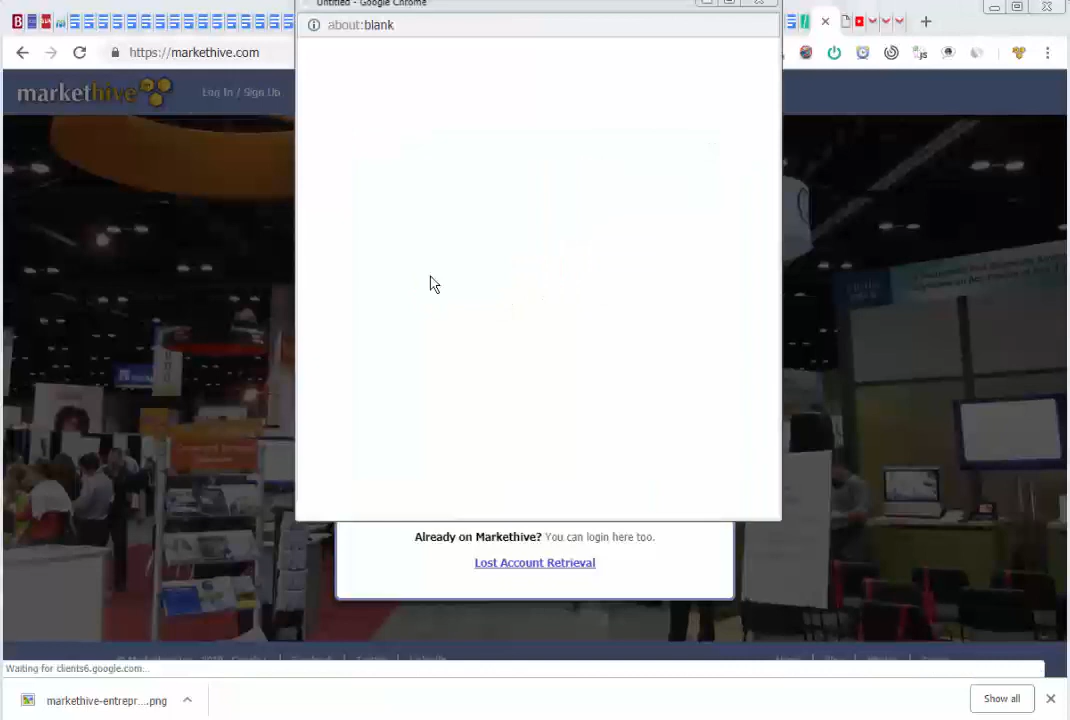 Untitled - Google Chrome
about:blank
https://markethive.com
markethive
Log In / Sign Up
Already on Markethive? You can login here too.
Lost Account Retrieval
Waiting for clients6.google.com...
markethive-entrepr....png
Show all